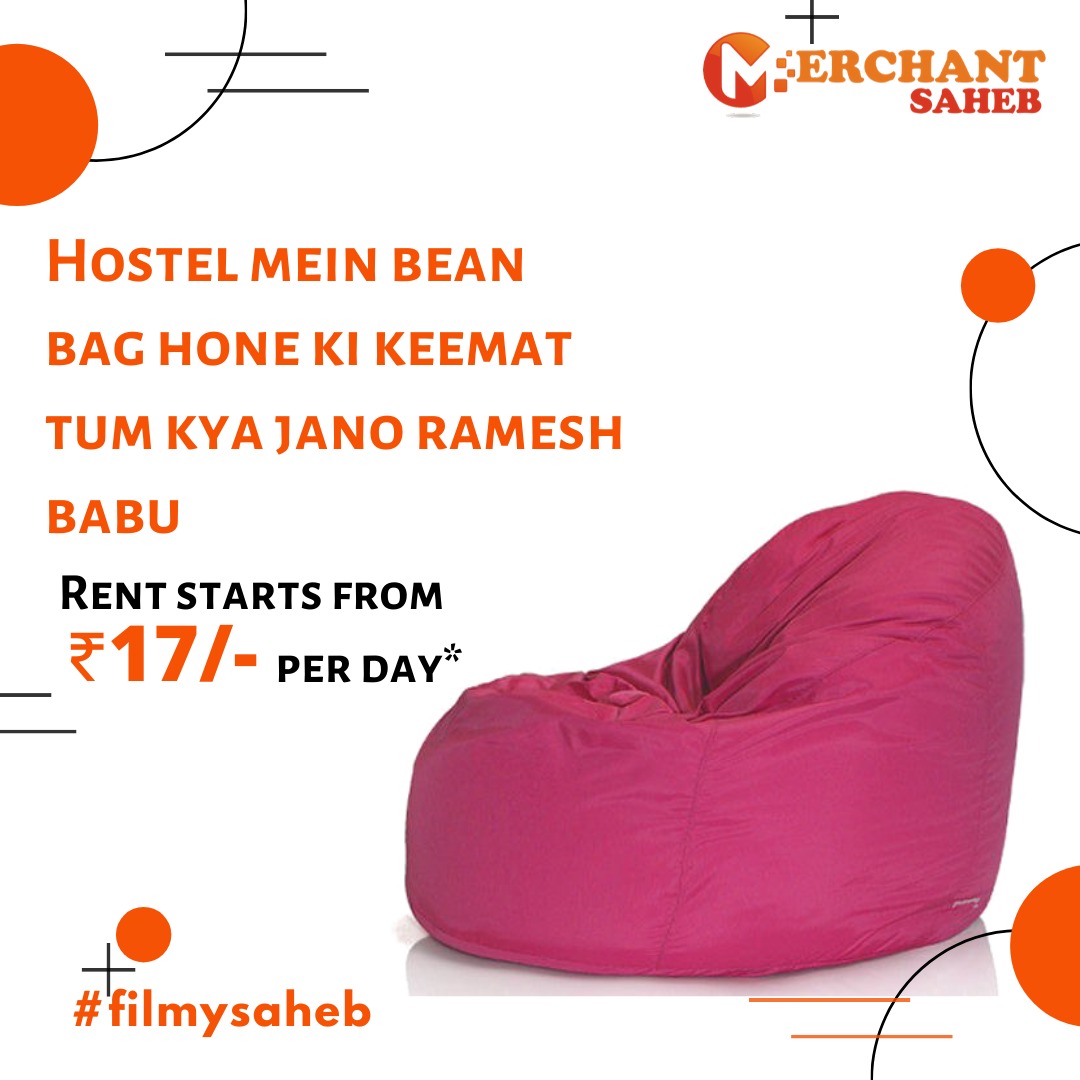 MERCHANT
SAHEB
Hostel mein bean
bag hone ki keemat
tum kya jano ramesh
babu
Rent starts from
₹17/- per day*
#filmysaheb